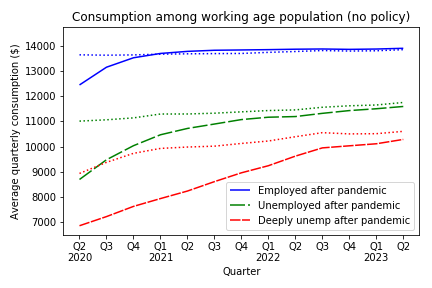 Consumption among working age population (no policy)
Average quarterly consumption ($)
14000
13000
12000
11000
10000
9000
8000
7000
Employed after pandemic
Unemployed after pandemic
Deeply unemp after pandemic
Q2 Q3 Q4 Q1 Q2 Q3 Q4 Q1 Q2 Q3 Q4 Q1 Q2
2020 2021 2022 2023
Quarter